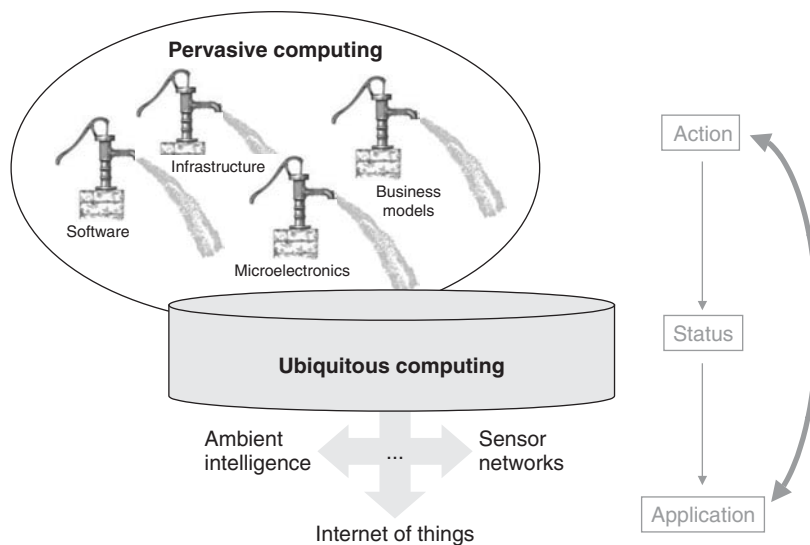 Pervasive computing
Infrastructure
Business
models
Software
Microelectronics
Ubiquitous computing
Ambient
intelligence
...
Sensor
networks
Internet of things
Action
Status
Application